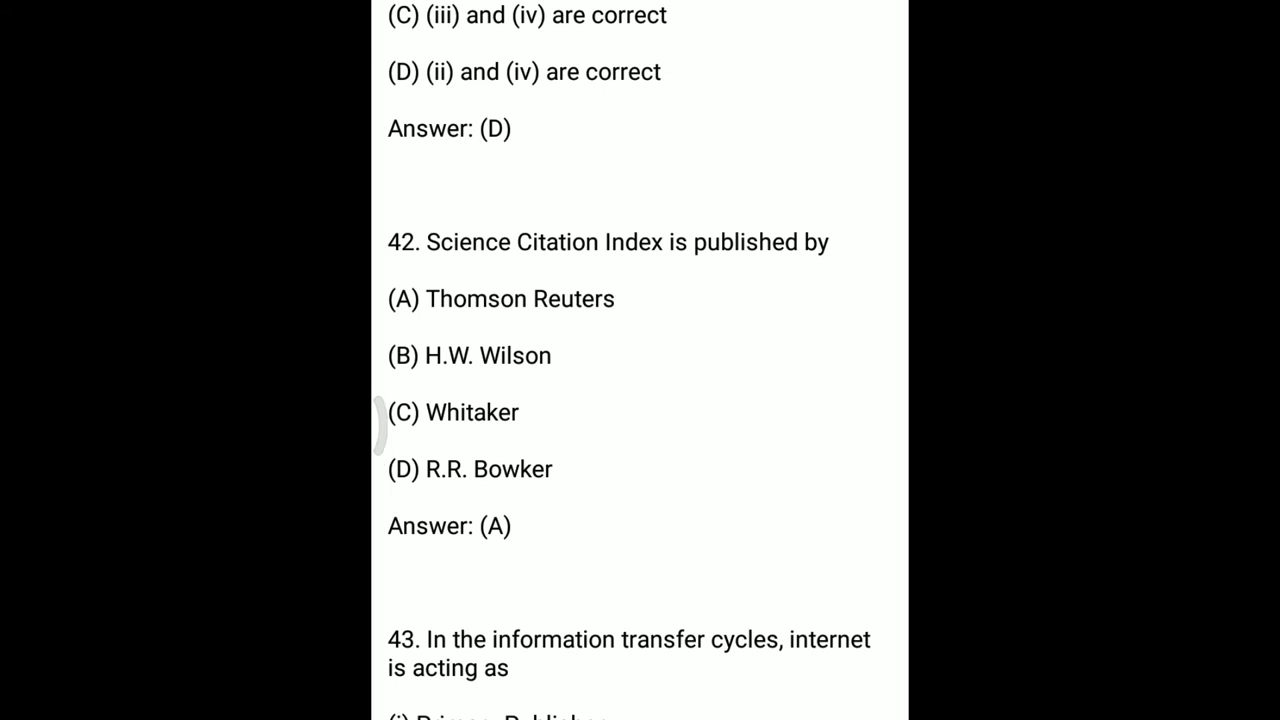 (C) (iii) and (iv) are correct
(D) (ii) and (iv) are correct
Answer: (D)
42. Science Citation Index is published by
(A) Thomson Reuters
(B) H.W. Wilson
(C) Whitaker
(D) R.R. Bowker
Answer: (A)
43. In the information transfer cycles, internet
is acting as